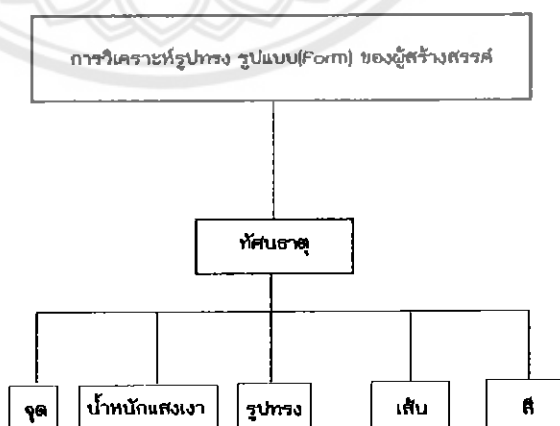 การวิเคราะห์รูปทรง รูปแบบ(Form) ของผู้สร้างสรรค์
ทัศนธาตุ
จุด น้ำหนักแสงเงา รูปทรง เส้น สี